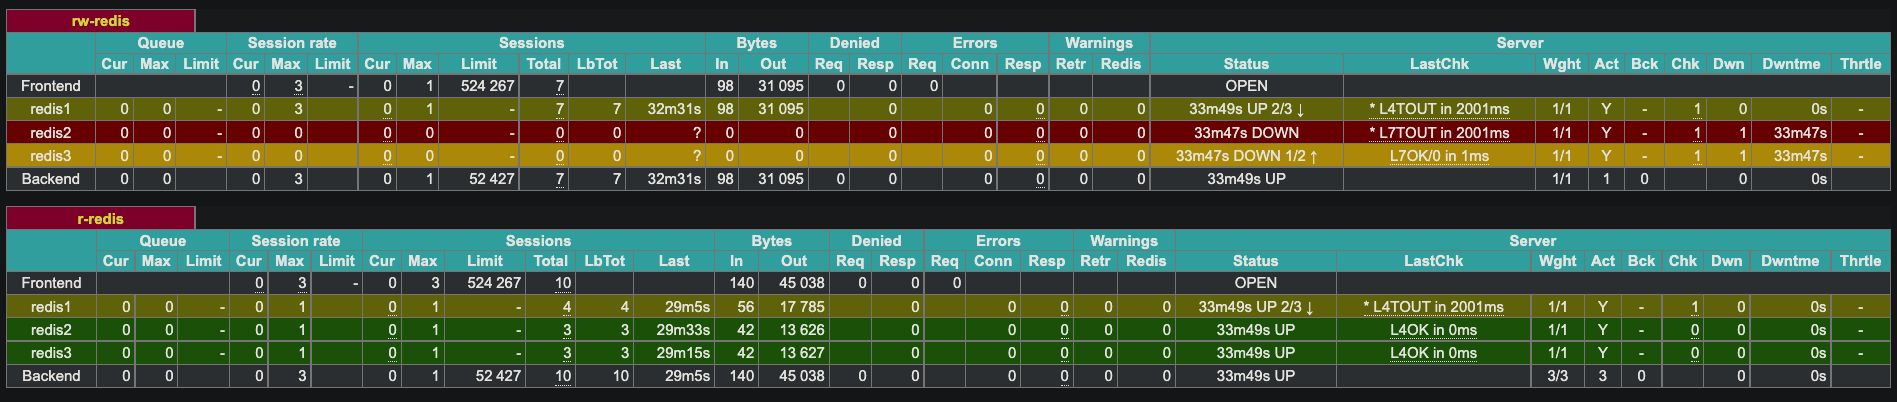 rw-redis
Queue Session rate Sessions Bytes Denied Errors Warnings Server
Cur Max Limit Cur Max Limit Cur Max Limit Total LbTot Last In Out Req Resp Req Conn Resp Retr Redis Status LastChk Wght Act Bck Chk Dwn Dwntme Thrtle
Frontend 0 3 - 0 1 524 267 7 98 31 095 0 0 0 OPEN
redis1 0 0 - 0 3 0 1 - 7 7 32m31s 98 31 095 0 0 0 0 0 33m49s UP 2/3 ↓ * L4TOUT in 2001ms 1/1 Y - 1 0 0s -
redis2 0 0 - 0 0 0 0 - 0 0 ? 0 0 0 0 0 0 0 33m47s DOWN * L7TOUT in 2001ms 1/1 Y - 1 1 33m47s -
redis3 0 0 - 0 0 0 0 - 0 0 ? 0 0 0 0 0 0 0 33m47s DOWN 1/2 ↑ L7OK/0 in 1ms 1/1 Y - 1 1 33m47s -
Backend 0 0 0 3 0 1 52 427 7 7 32m31s 98 31 095 0 0 0 0 0 0 33m49s UP 1/1 1 0 0 0s
r-redis
Queue Session rate Sessions Bytes Denied Errors Warnings Server
Cur Max Limit Cur Max Limit Cur Max Limit Total LbTot Last In Out Req Resp Req Conn Resp Retr Redis Status LastChk Wght Act Bck Chk Dwn Dwntme Thrtle
Frontend 0 3 - 0 3 524 267 10 140 45 038 0 0 0 OPEN
redis1 0 0 - 0 1 0 1 - 4 4 29m5s 56 17 785 0 0 0 0 0 33m49s UP 2/3 ↓ * L4TOUT in 2001ms 1/1 Y - 1 0 0s -
redis2 0 0 - 0 1 0 1 - 3 3 29m33s 42 13 626 0 0 0 0 0 33m49s UP L4OK in 0ms 1/1 Y - 0 0 0s -
redis3 0 0 - 0 1 0 1 - 3 3 29m15s 42 13 627 0 0 0 0 0 33m49s UP L4OK in 0ms 1/1 Y - 0 0 0s -
Backend 0 0 0 3 0 1 52 427 10 10 29m5s 140 45 038 0 0 0 0 0 0 33m49s UP 3/3 3 0 0 0s